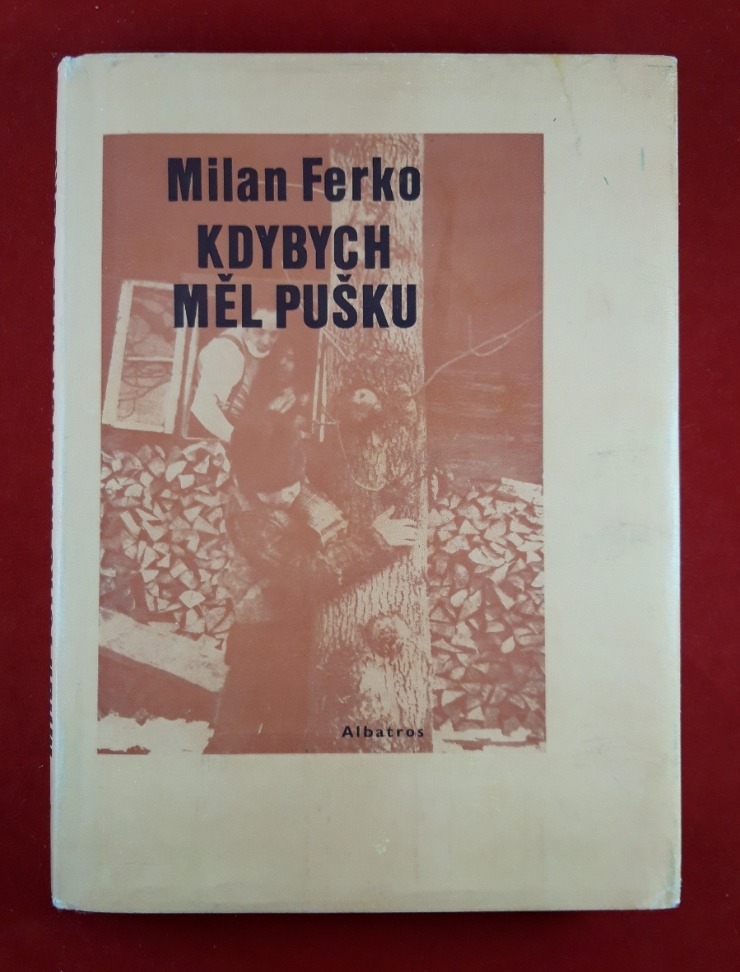 Milan Ferko
KDYBYCH
MĚL PUŠKU
Albatros